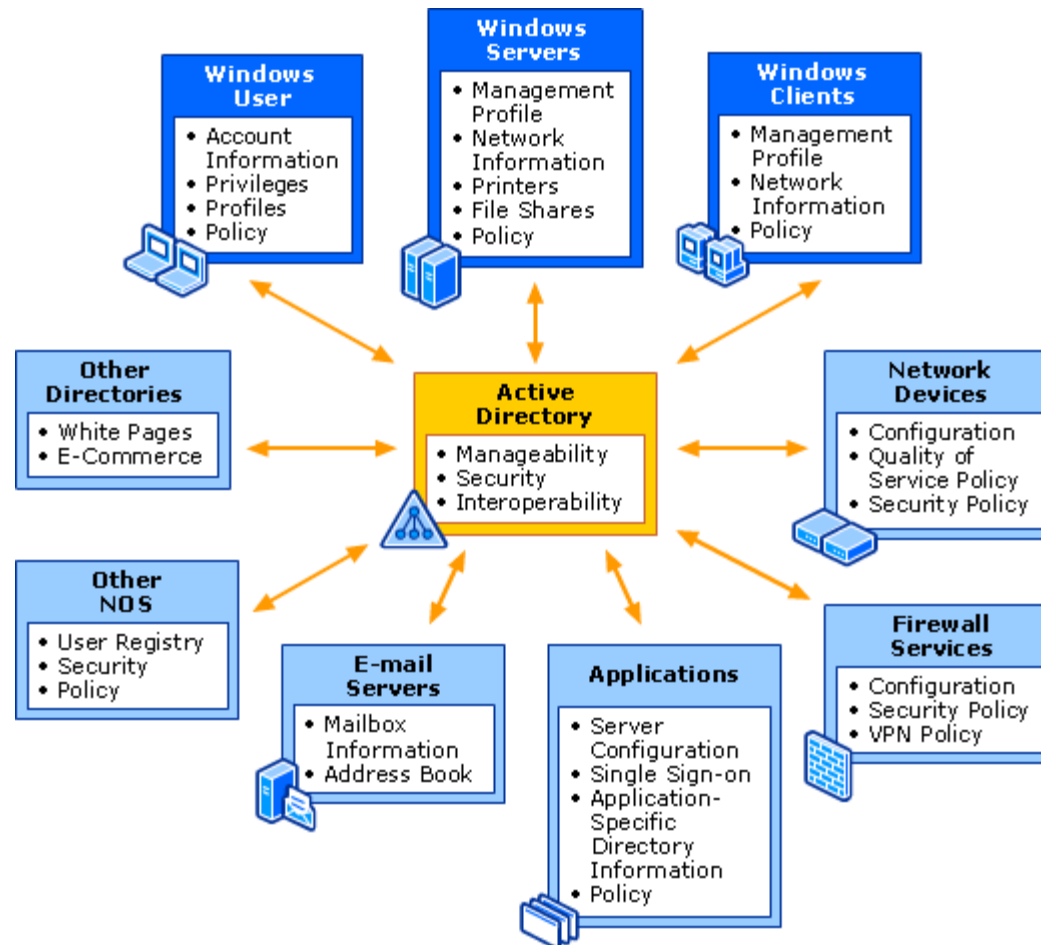 Windows
User
• Account
Information
• Privileges
• Profiles
• Policy
Windows
Servers
• Management
Profile
• Network
Information
• Printers
• File Shares
• Policy
Windows
Clients
• Management
Profile
• Network
Information
• Policy
Other
Directories
• White Pages
• E-Commerce
Active
Directory
• Manageability
• Security
• Interoperability
Network
Devices
• Configuration
• Quality of
Service Policy
• Security Policy
Other
NOS
• User Registry
• Security
• Policy
E-mail
Servers
• Mailbox
Information
• Address Book
Applications
• Server
Configuration
• Single Sign-on
• Application-
Specific
Directory
Information
• Policy
Firewall
Services
• Configuration
• Security Policy
• VPN Policy